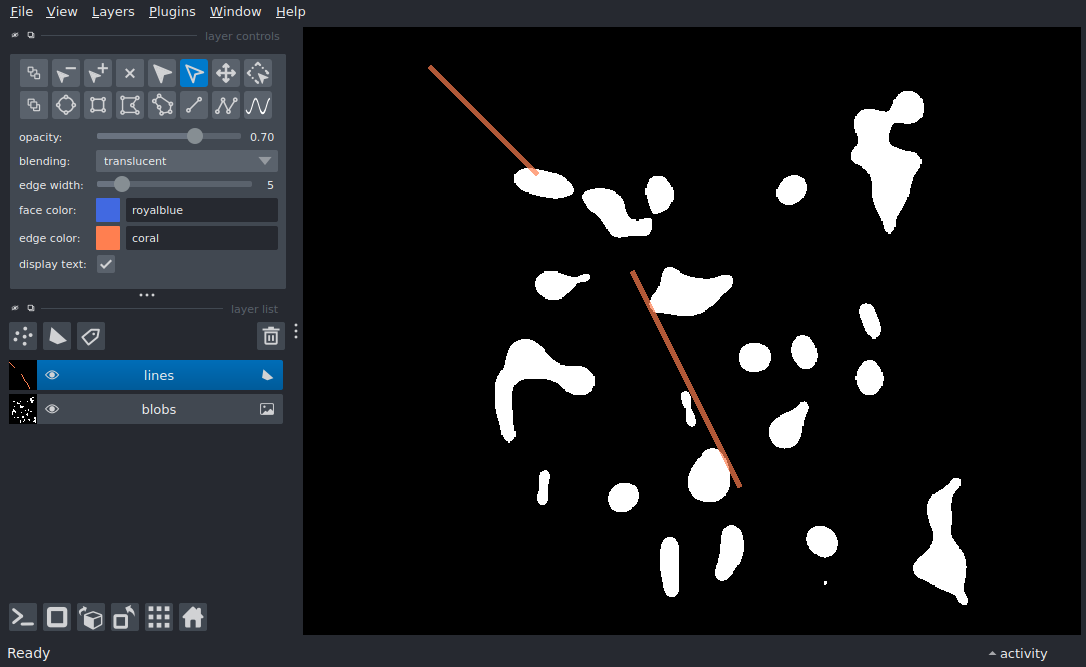 File View Layers Plugins Window Help
layer controls
opacity: 0.70
blending: translucent
edge width: 5
face color: royalblue
edge color: coral
display text:
layer list
lines
blobs
Ready
activity